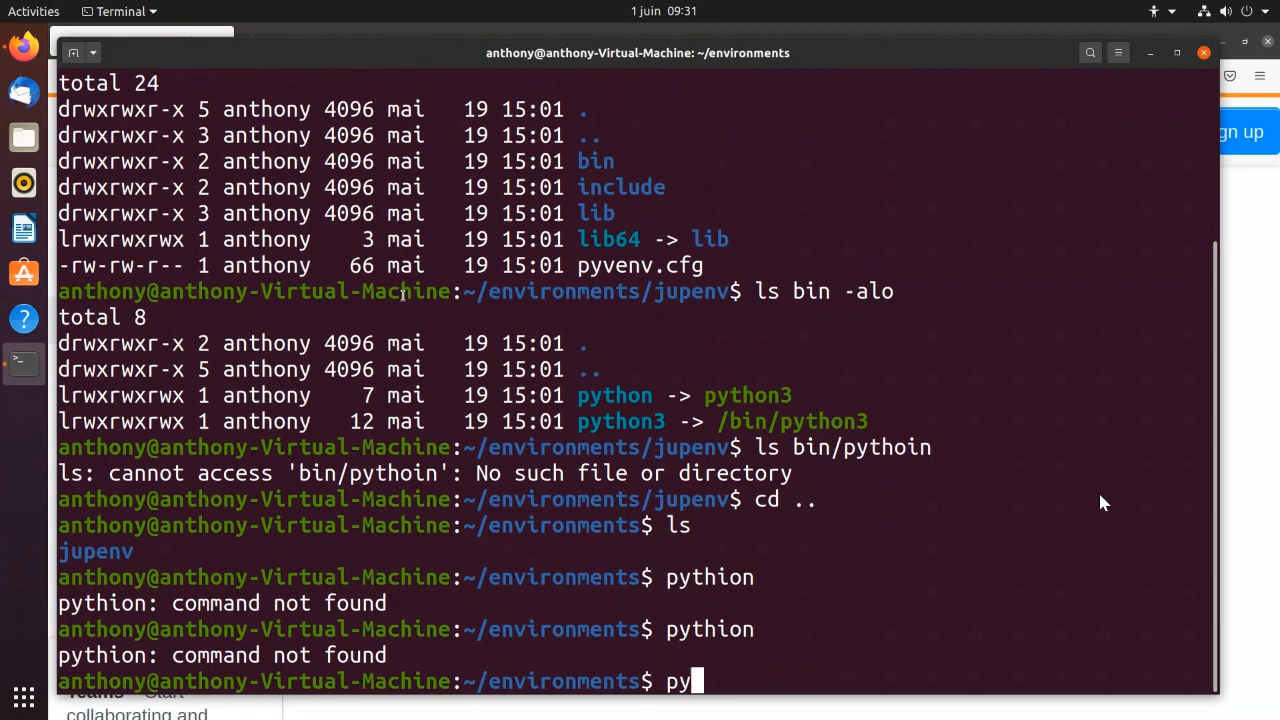 Activities Terminal 1 juin 09:31
anthony@anthony-Virtual-Machine: ~/environments
total 24
drwxrwxr-x 5 anthony 4096 mai   19 15:01 .
drwxrwxr-x 3 anthony 4096 mai   19 15:01 ..
drwxrwxr-x 2 anthony 4096 mai   19 15:01 bin
drwxrwxr-x 2 anthony 4096 mai   19 15:01 include
drwxrwxr-x 3 anthony 4096 mai   19 15:01 lib
lrwxrwxrwx 1 anthony    3 mai   19 15:01 lib64 -> lib
-rw-rw-r-- 1 anthony   66 mai   19 15:01 pyvenv.cfg
anthony@anthony-Virtual-Machine:~/environments/jupenv$ ls bin -alo
total 8
drwxrwxr-x 2 anthony 4096 mai   19 15:01 .
drwxrwxr-x 5 anthony 4096 mai   19 15:01 ..
lrwxrwxrwx 1 anthony    7 mai   19 15:01 python -> python3
lrwxrwxrwx 1 anthony   12 mai   19 15:01 python3 -> /bin/python3
anthony@anthony-Virtual-Machine:~/environments/jupenv$ ls bin/pythoin
ls: cannot access 'bin/pythoin': No such file or directory
anthony@anthony-Virtual-Machine:~/environments/jupenv$ cd ..
anthony@anthony-Virtual-Machine:~/environments$ ls
jupenv
anthony@anthony-Virtual-Machine:~/environments$ pythion
pythion: command not found
anthony@anthony-Virtual-Machine:~/environments$ pythion
pythion: command not found
anthony@anthony-Virtual-Machine:~/environments$ py
gn up
Teams – Start
collaborating and